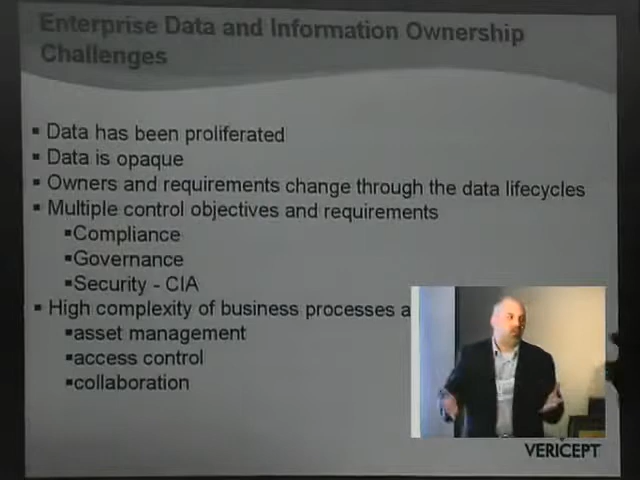 Enterprise Data and Information Ownership
Challenges
▪ Data has been proliferated
▪ Data is opaque
▪ Owners and requirements change through the data lifecycles
▪ Multiple control objectives and requirements
▪Compliance
▪Governance
▪Security - CIA
▪ High complexity of business processes a
▪asset management
▪access control
▪collaboration
VERICEPT